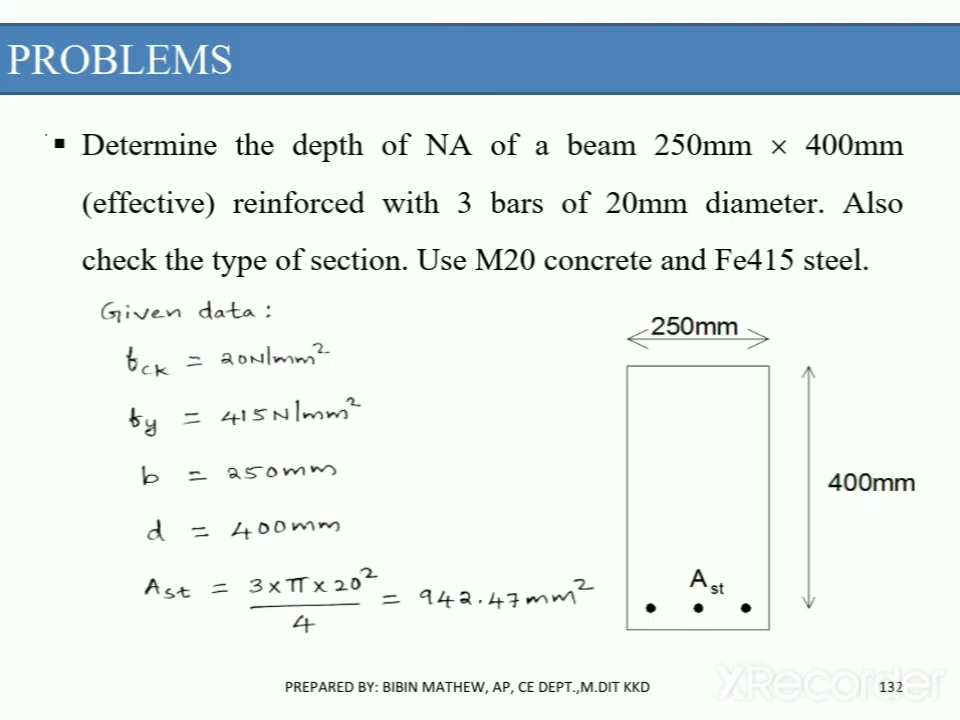 PROBLEMS
▪ Determine the depth of NA of a beam 250mm × 400mm
(effective) reinforced with 3 bars of 20mm diameter. Also
check the type of section. Use M20 concrete and Fe415 steel.
Given data:
fck = 20N/mm²
fy = 415N/mm²
b = 250mm
d = 400mm
Ast = 3×π×20²/4 = 942.47mm²
250mm
400mm
Ast
PREPARED BY: BIBIN MATHEW, AP, CE DEPT.,M.DIT KKD
132
XRecorder